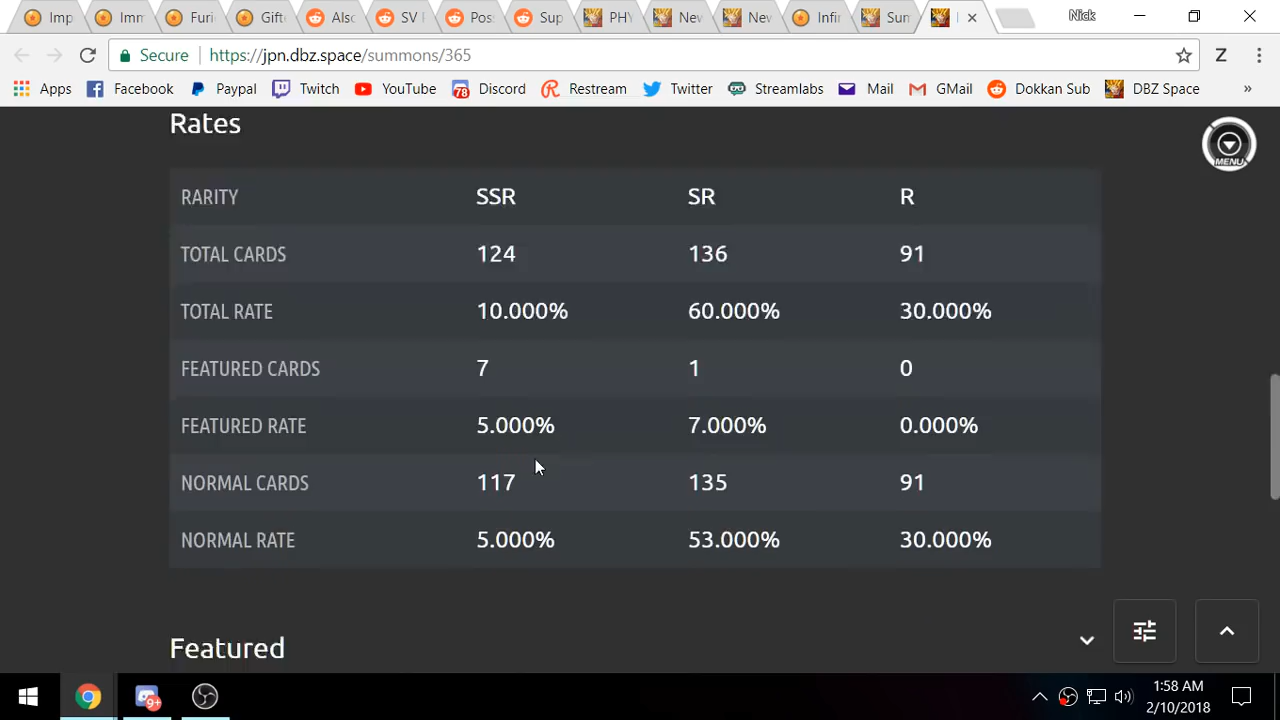 Imp Imm Furi Gift Also SV Pos Sup PHY Nev Nev Infir Sun Nick
Secure https://jpn.dbz.space/summons/365 Z
Apps Facebook Paypal Twitch YouTube 78 Discord Restream Twitter Streamlabs Mail GMail Dokkan Sub DBZ Space »
Rates
MENU
RARITY SSR SR R
TOTAL CARDS 124 136 91
TOTAL RATE 10.000% 60.000% 30.000%
FEATURED CARDS 7 1 0
FEATURED RATE 5.000% 7.000% 0.000%
NORMAL CARDS 117 135 91
NORMAL RATE 5.000% 53.000% 30.000%
Featured
9+
1:58 AM
2/10/2018